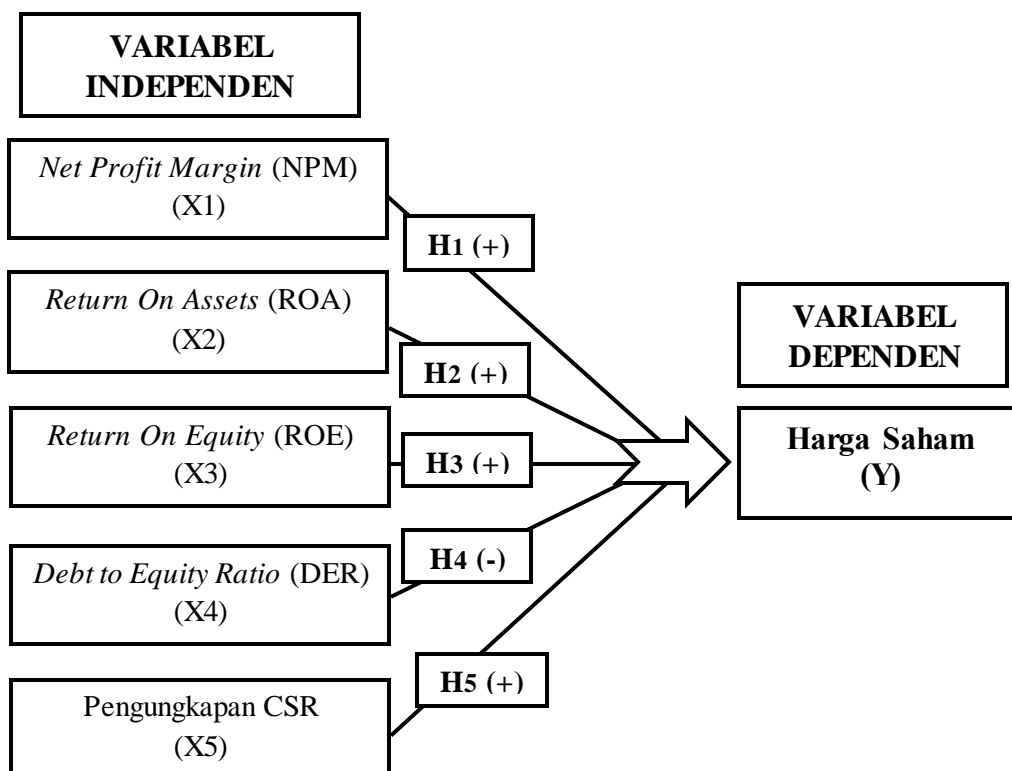 VARIABEL
INDEPENDEN
Net Profit Margin (NPM)
(X1)
H1 (+)
Return On Assets (ROA)
(X2)
H2 (+)
VARIABEL
DEPENDEN
Return On Equity (ROE)
(X3)
H3 (+)
Harga Saham
(Y)
Debt to Equity Ratio (DER)
(X4)
H4 (-)
Pengungkapan CSR
(X5)
H5 (+)